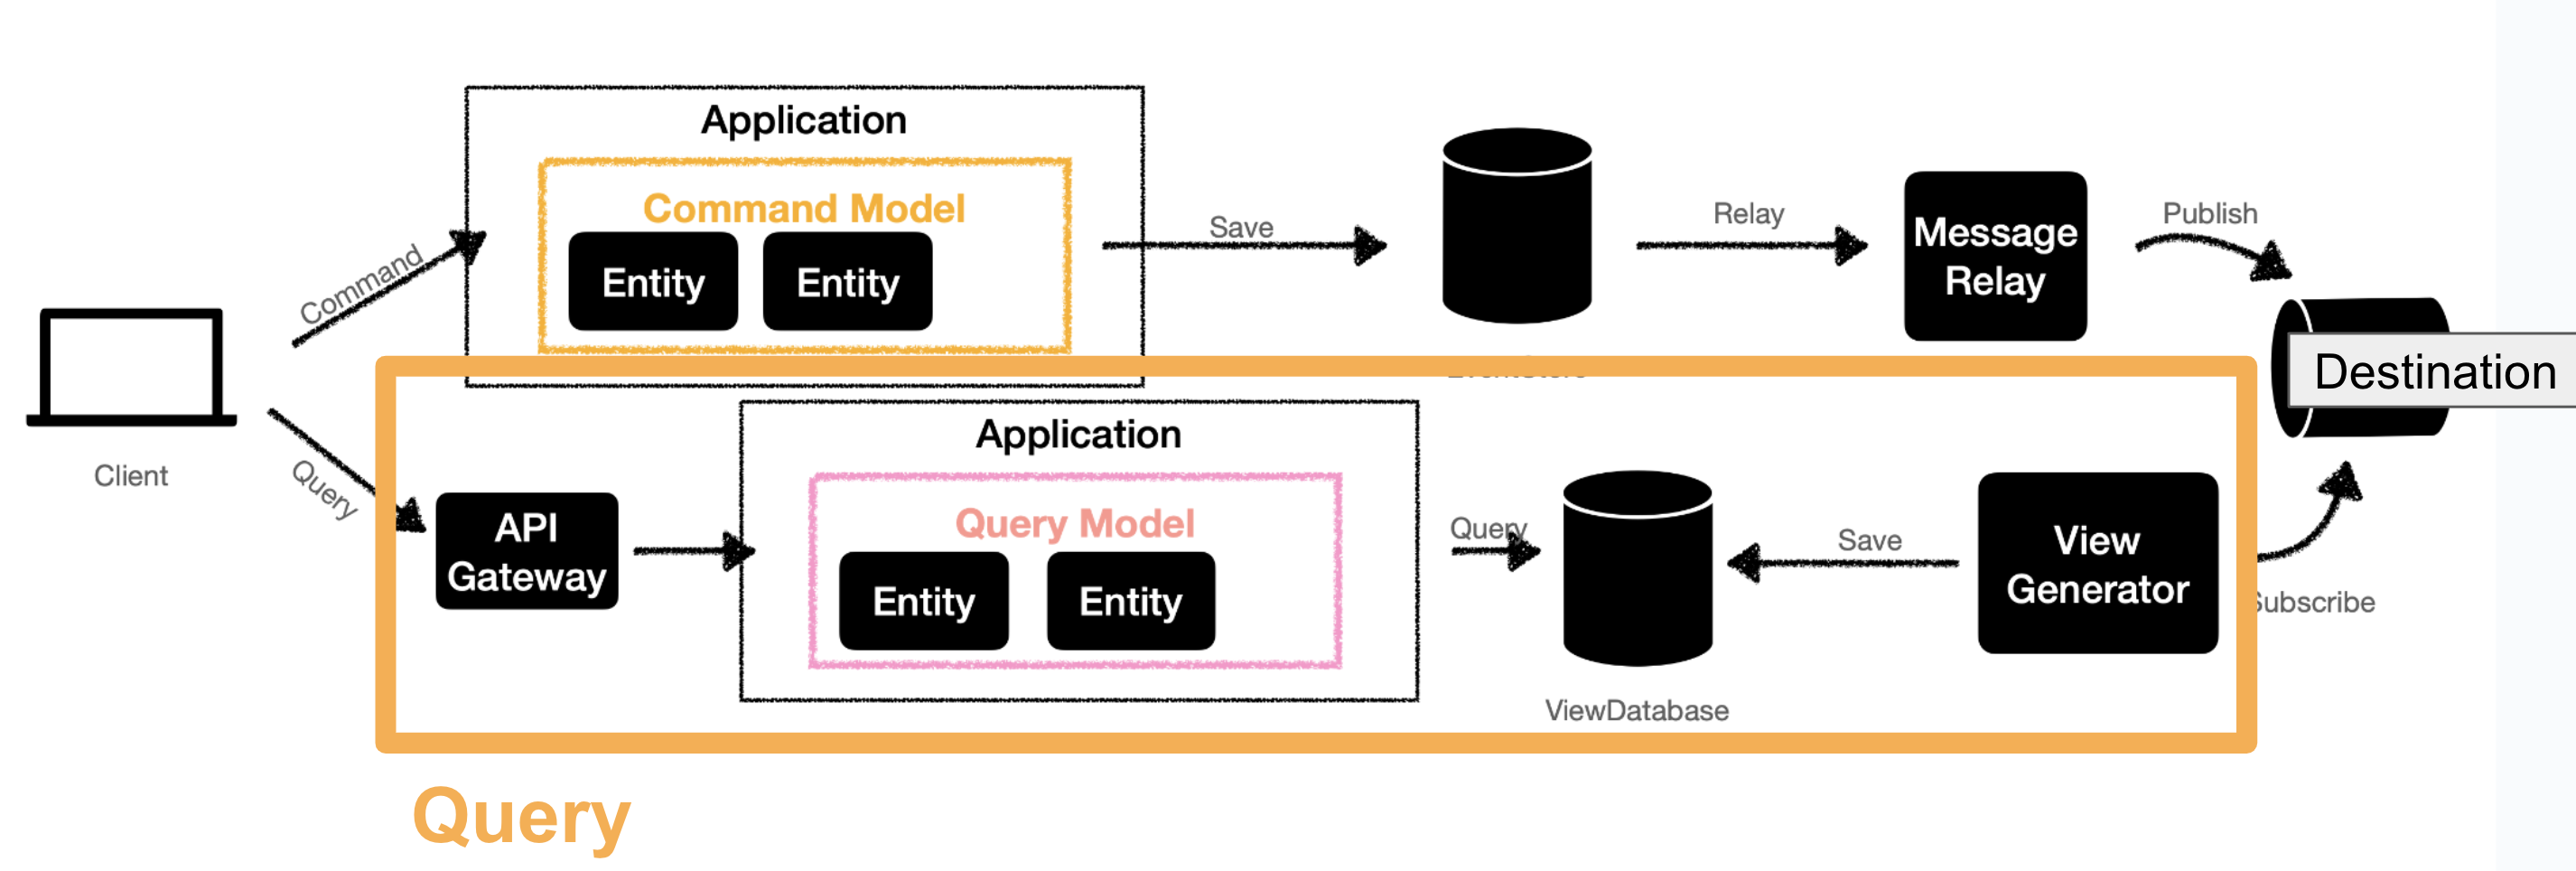 Application
Command Model
Entity
Entity
Command
Save
Relay
Message
Relay
Publish
Destination
Client
Query
API
Gateway
Application
Query Model
Entity
Entity
Query
ViewDatabase
Save
View
Generator
Subscribe
Query